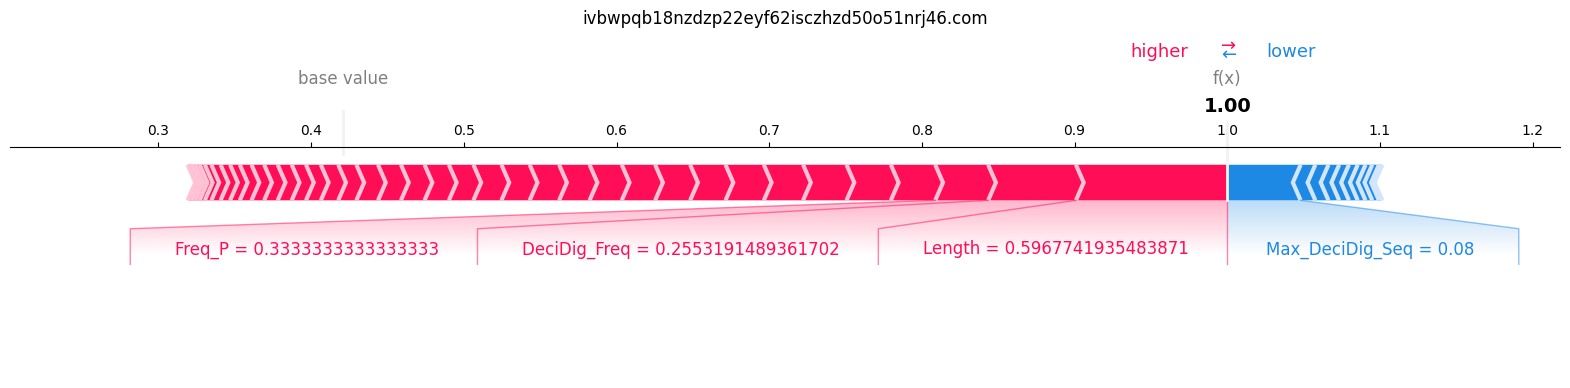 ivbwpqb18nzdzp22eyf62isczhzd50o51nrj46.com
higher → ← lower
base value f(x)
1.00
0.3 0.4 0.5 0.6 0.7 0.8 0.9 1.0 1.1 1.2
Freq_P = 0.3333333333333333 DeciDig_Freq = 0.2553191489361702 Length = 0.5967741935483871 Max_DeciDig_Seq = 0.08